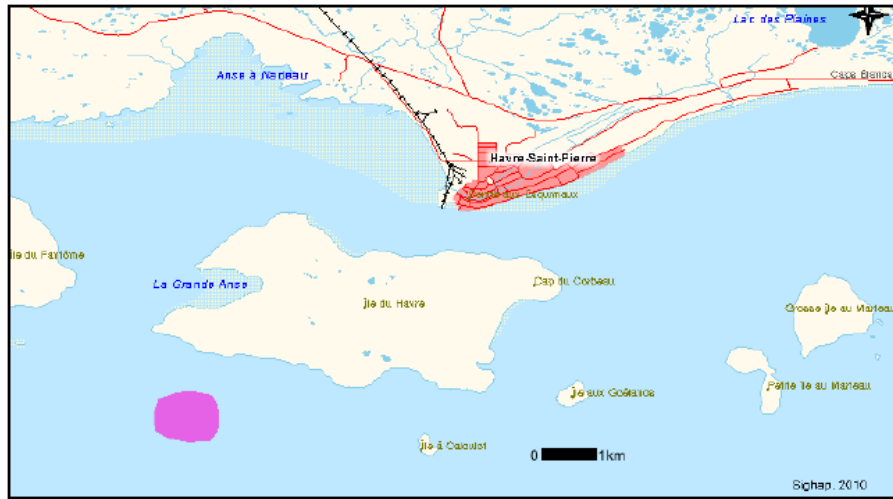 Lac des Plaines
Anse à Nadeau
Havre-Saint-Pierre
Île du Fantôme
La Grande Anse
Île du Havre
Cap du Corbeau
Grosse Île au Marteau
Île aux Goélands
Petite Île au Marteau
Île à Calculot
0 1km
Sighap, 2010